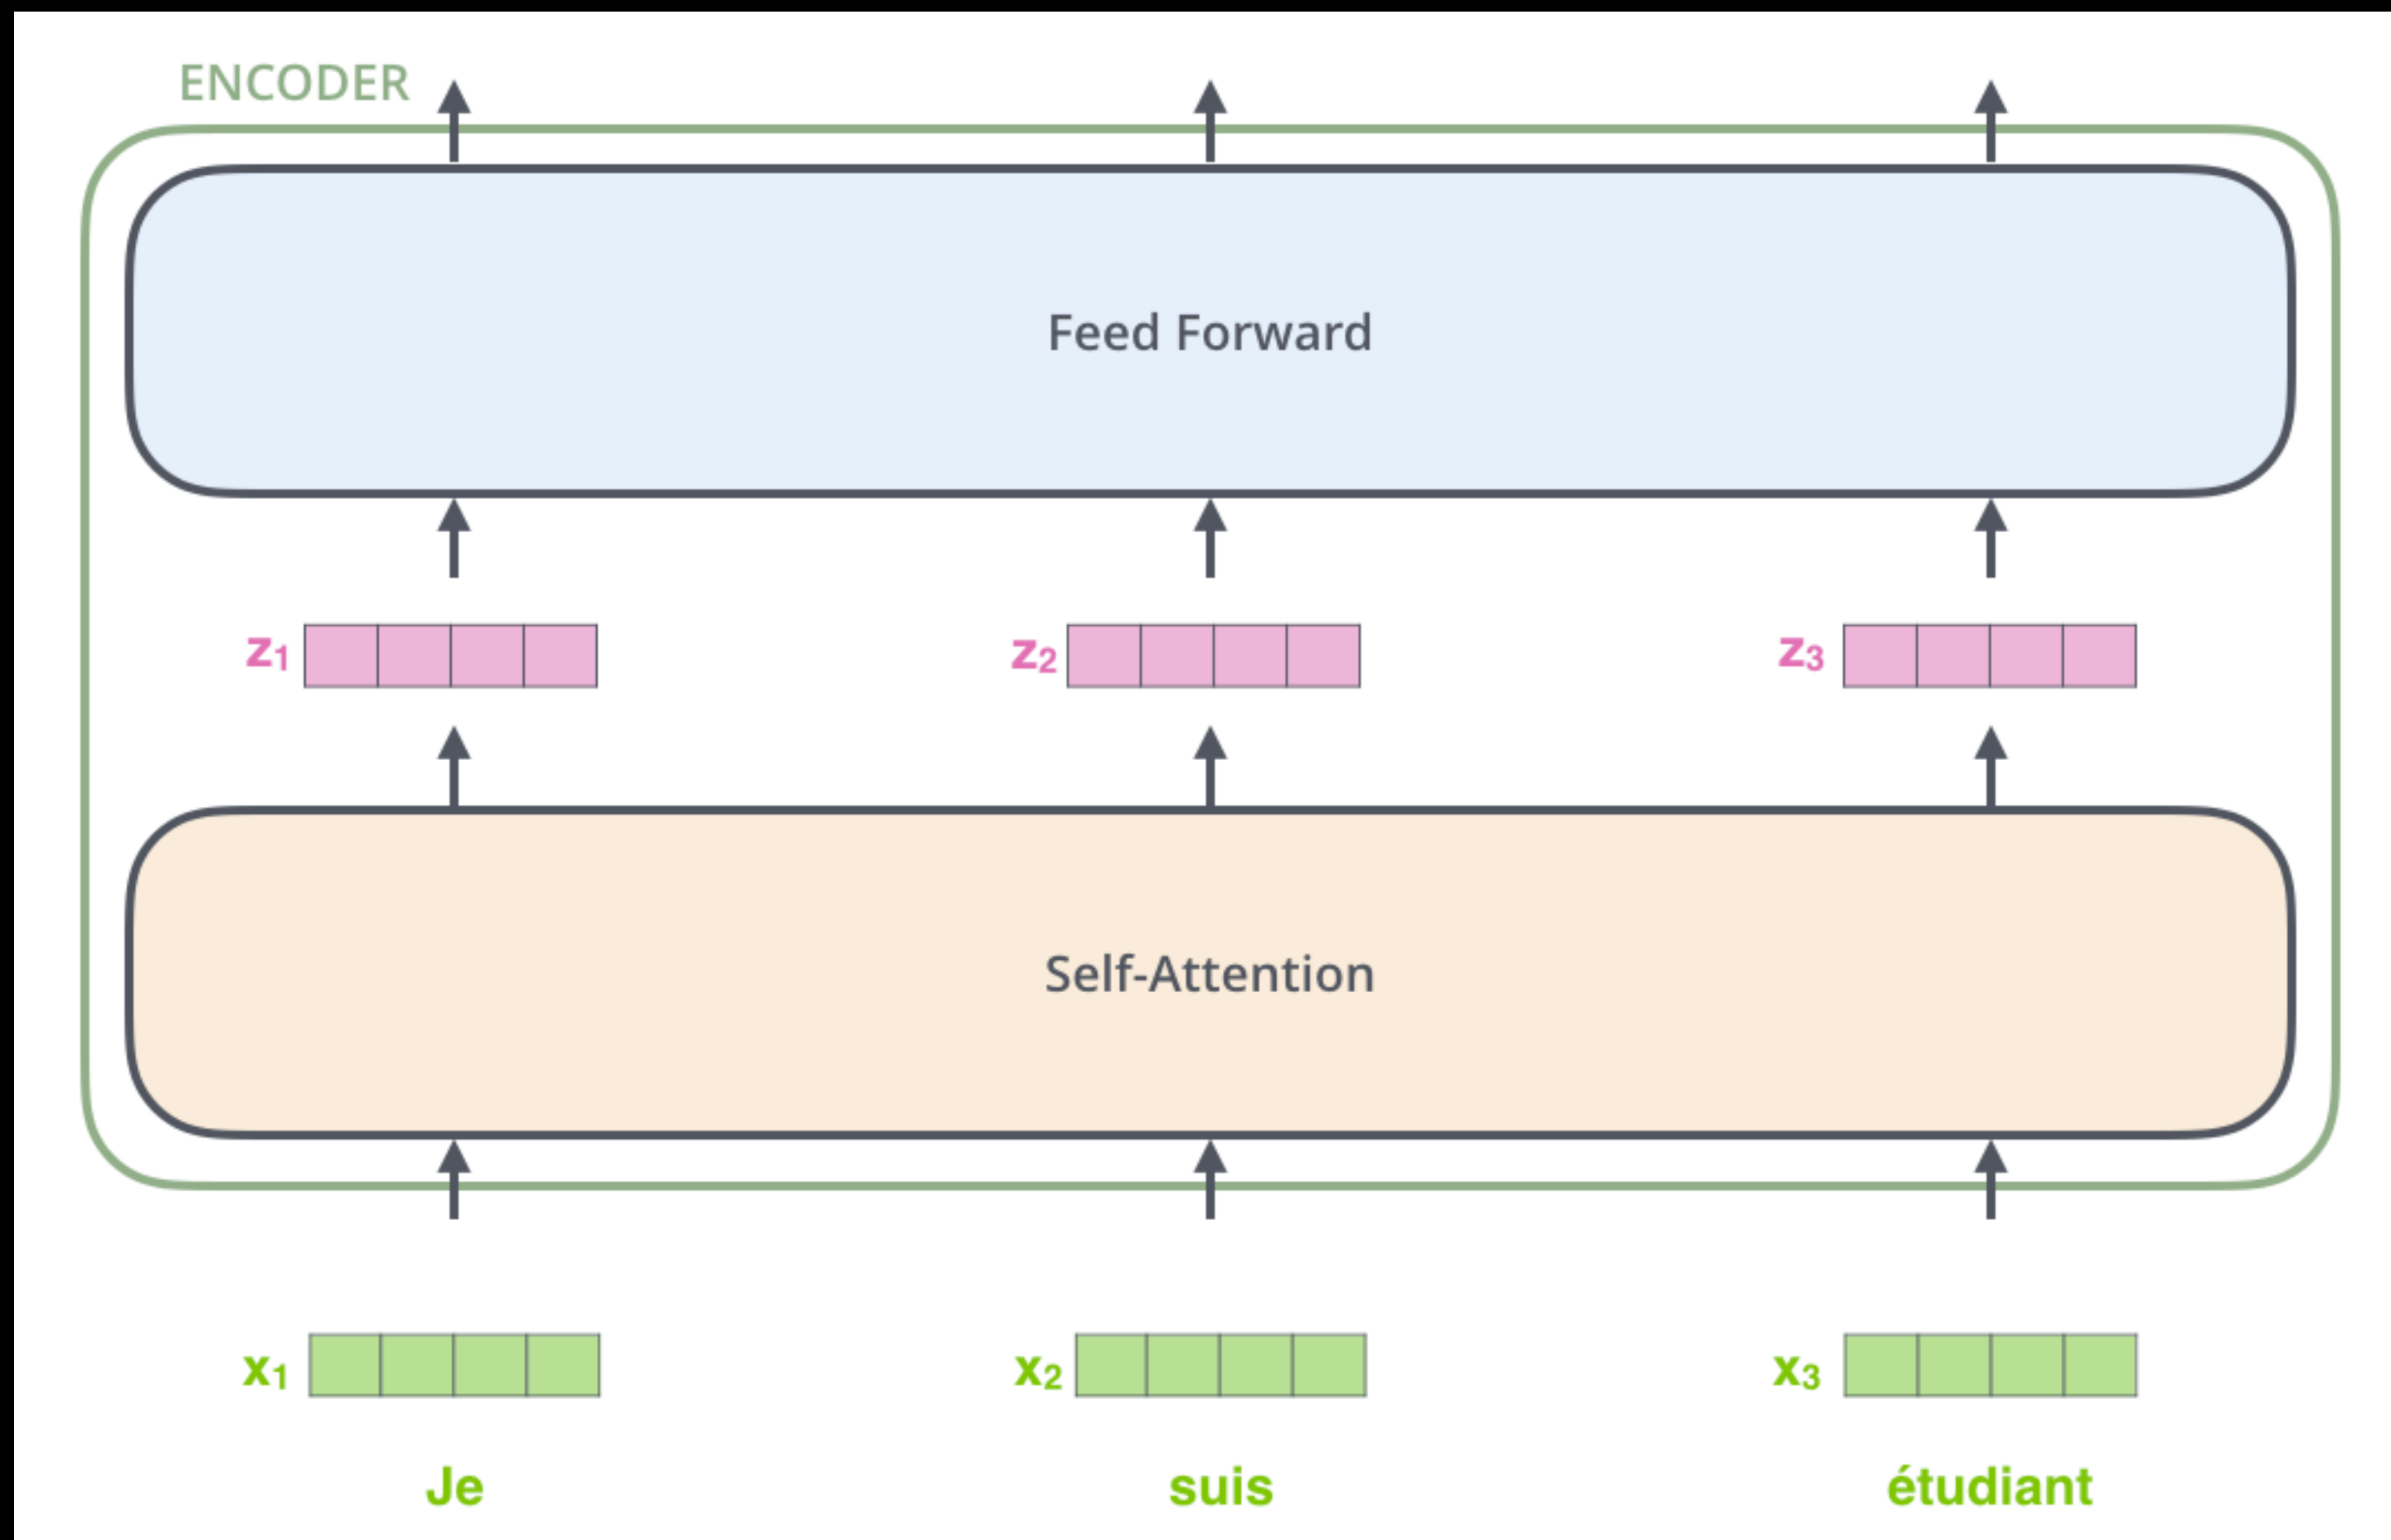 ENCODER
Feed Forward
z1 z2 z3
Self-Attention
x1 x2 x3
Je suis étudiant